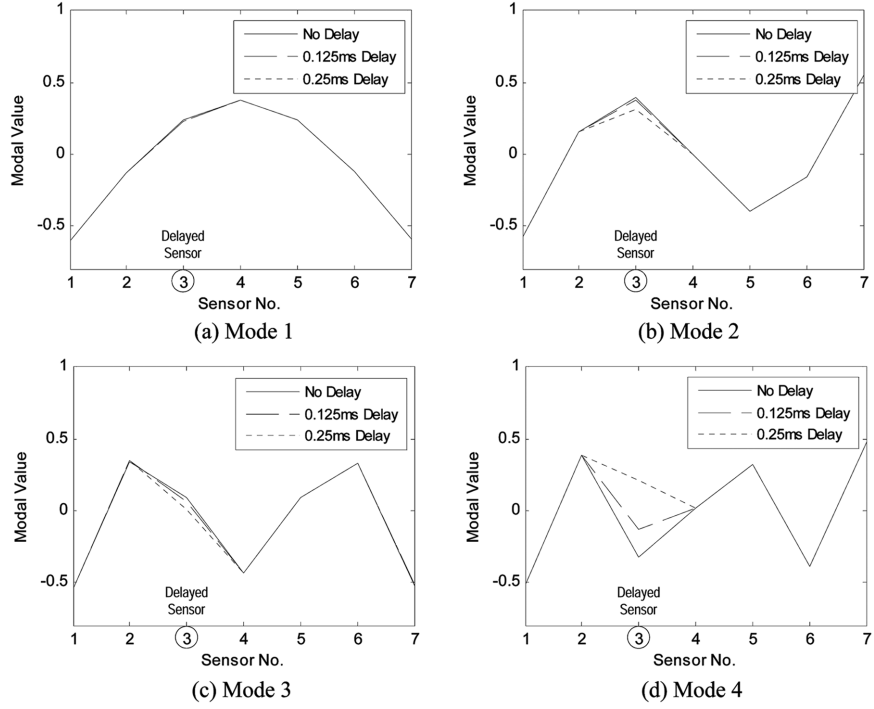 1
0.5
0
-0.5
Modal Value
No Delay
0.125ms Delay
0.25ms Delay
Delayed
Sensor
1 2 3 4 5 6 7
Sensor No.
(a) Mode 1
1
0.5
0
-0.5
Modal Value
No Delay
0.125ms Delay
0.25ms Delay
Delayed
Sensor
1 2 3 4 5 6 7
Sensor No.
(b) Mode 2
1
0.5
0
-0.5
Modal Value
No Delay
0.125ms Delay
0.25ms Delay
Delayed
Sensor
1 2 3 4 5 6 7
Sensor No.
(c) Mode 3
1
0.5
0
-0.5
Modal Value
No Delay
0.125ms Delay
0.25ms Delay
Delayed
Sensor
1 2 3 4 5 6 7
Sensor No.
(d) Mode 4